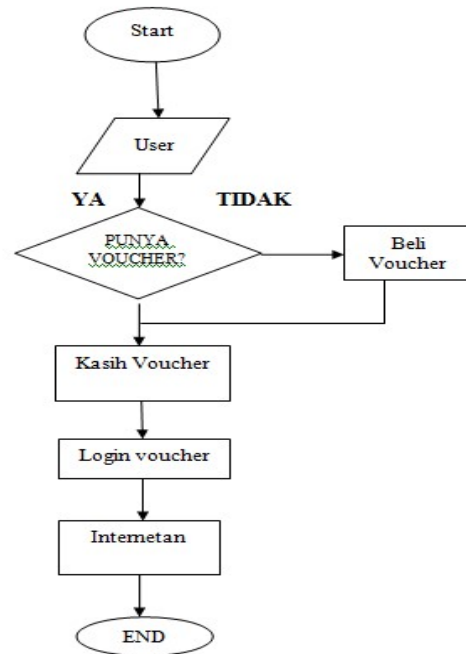 Start
User
YA
TIDAK
PUNYA
VOUCHER?
Beli
Voucher
Kasih Voucher
Login voucher
Internetan
END